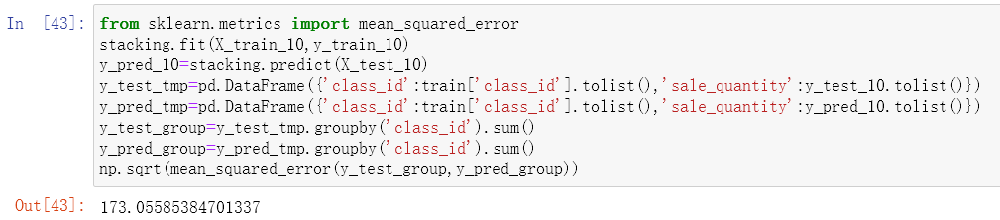 In [43]: from sklearn.metrics import mean_squared_error
stacking.fit(X_train_10,y_train_10)
y_pred_10=stacking.predict(X_test_10)
y_test_tmp=pd.DataFrame({'class_id':train['class_id'].tolist(),'sale_quantity':y_test_10.tolist()})
y_pred_tmp=pd.DataFrame({'class_id':train['class_id'].tolist(),'sale_quantity':y_pred_10.tolist()})
y_test_group=y_test_tmp.groupby('class_id').sum()
y_pred_group=y_pred_tmp.groupby('class_id').sum()
np.sqrt(mean_squared_error(y_test_group,y_pred_group))
Out[43]: 173.05585384701337